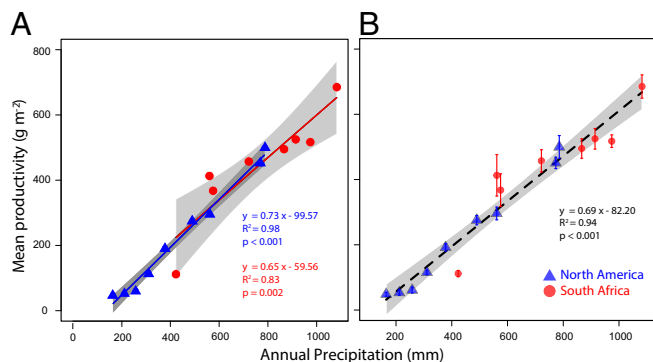 A
B
Mean productivity (g m⁻²)
800
600
400
200
0
y = 0.73 x - 99.57
R² = 0.98
p < 0.001
y = 0.65 x - 59.56
R² = 0.83
p = 0.002
0 200 400 600 800 1000
y = 0.69 x - 82.20
R² = 0.94
p < 0.001
North America
South Africa
0 200 400 600 800 1000
Annual Precipitation (mm)